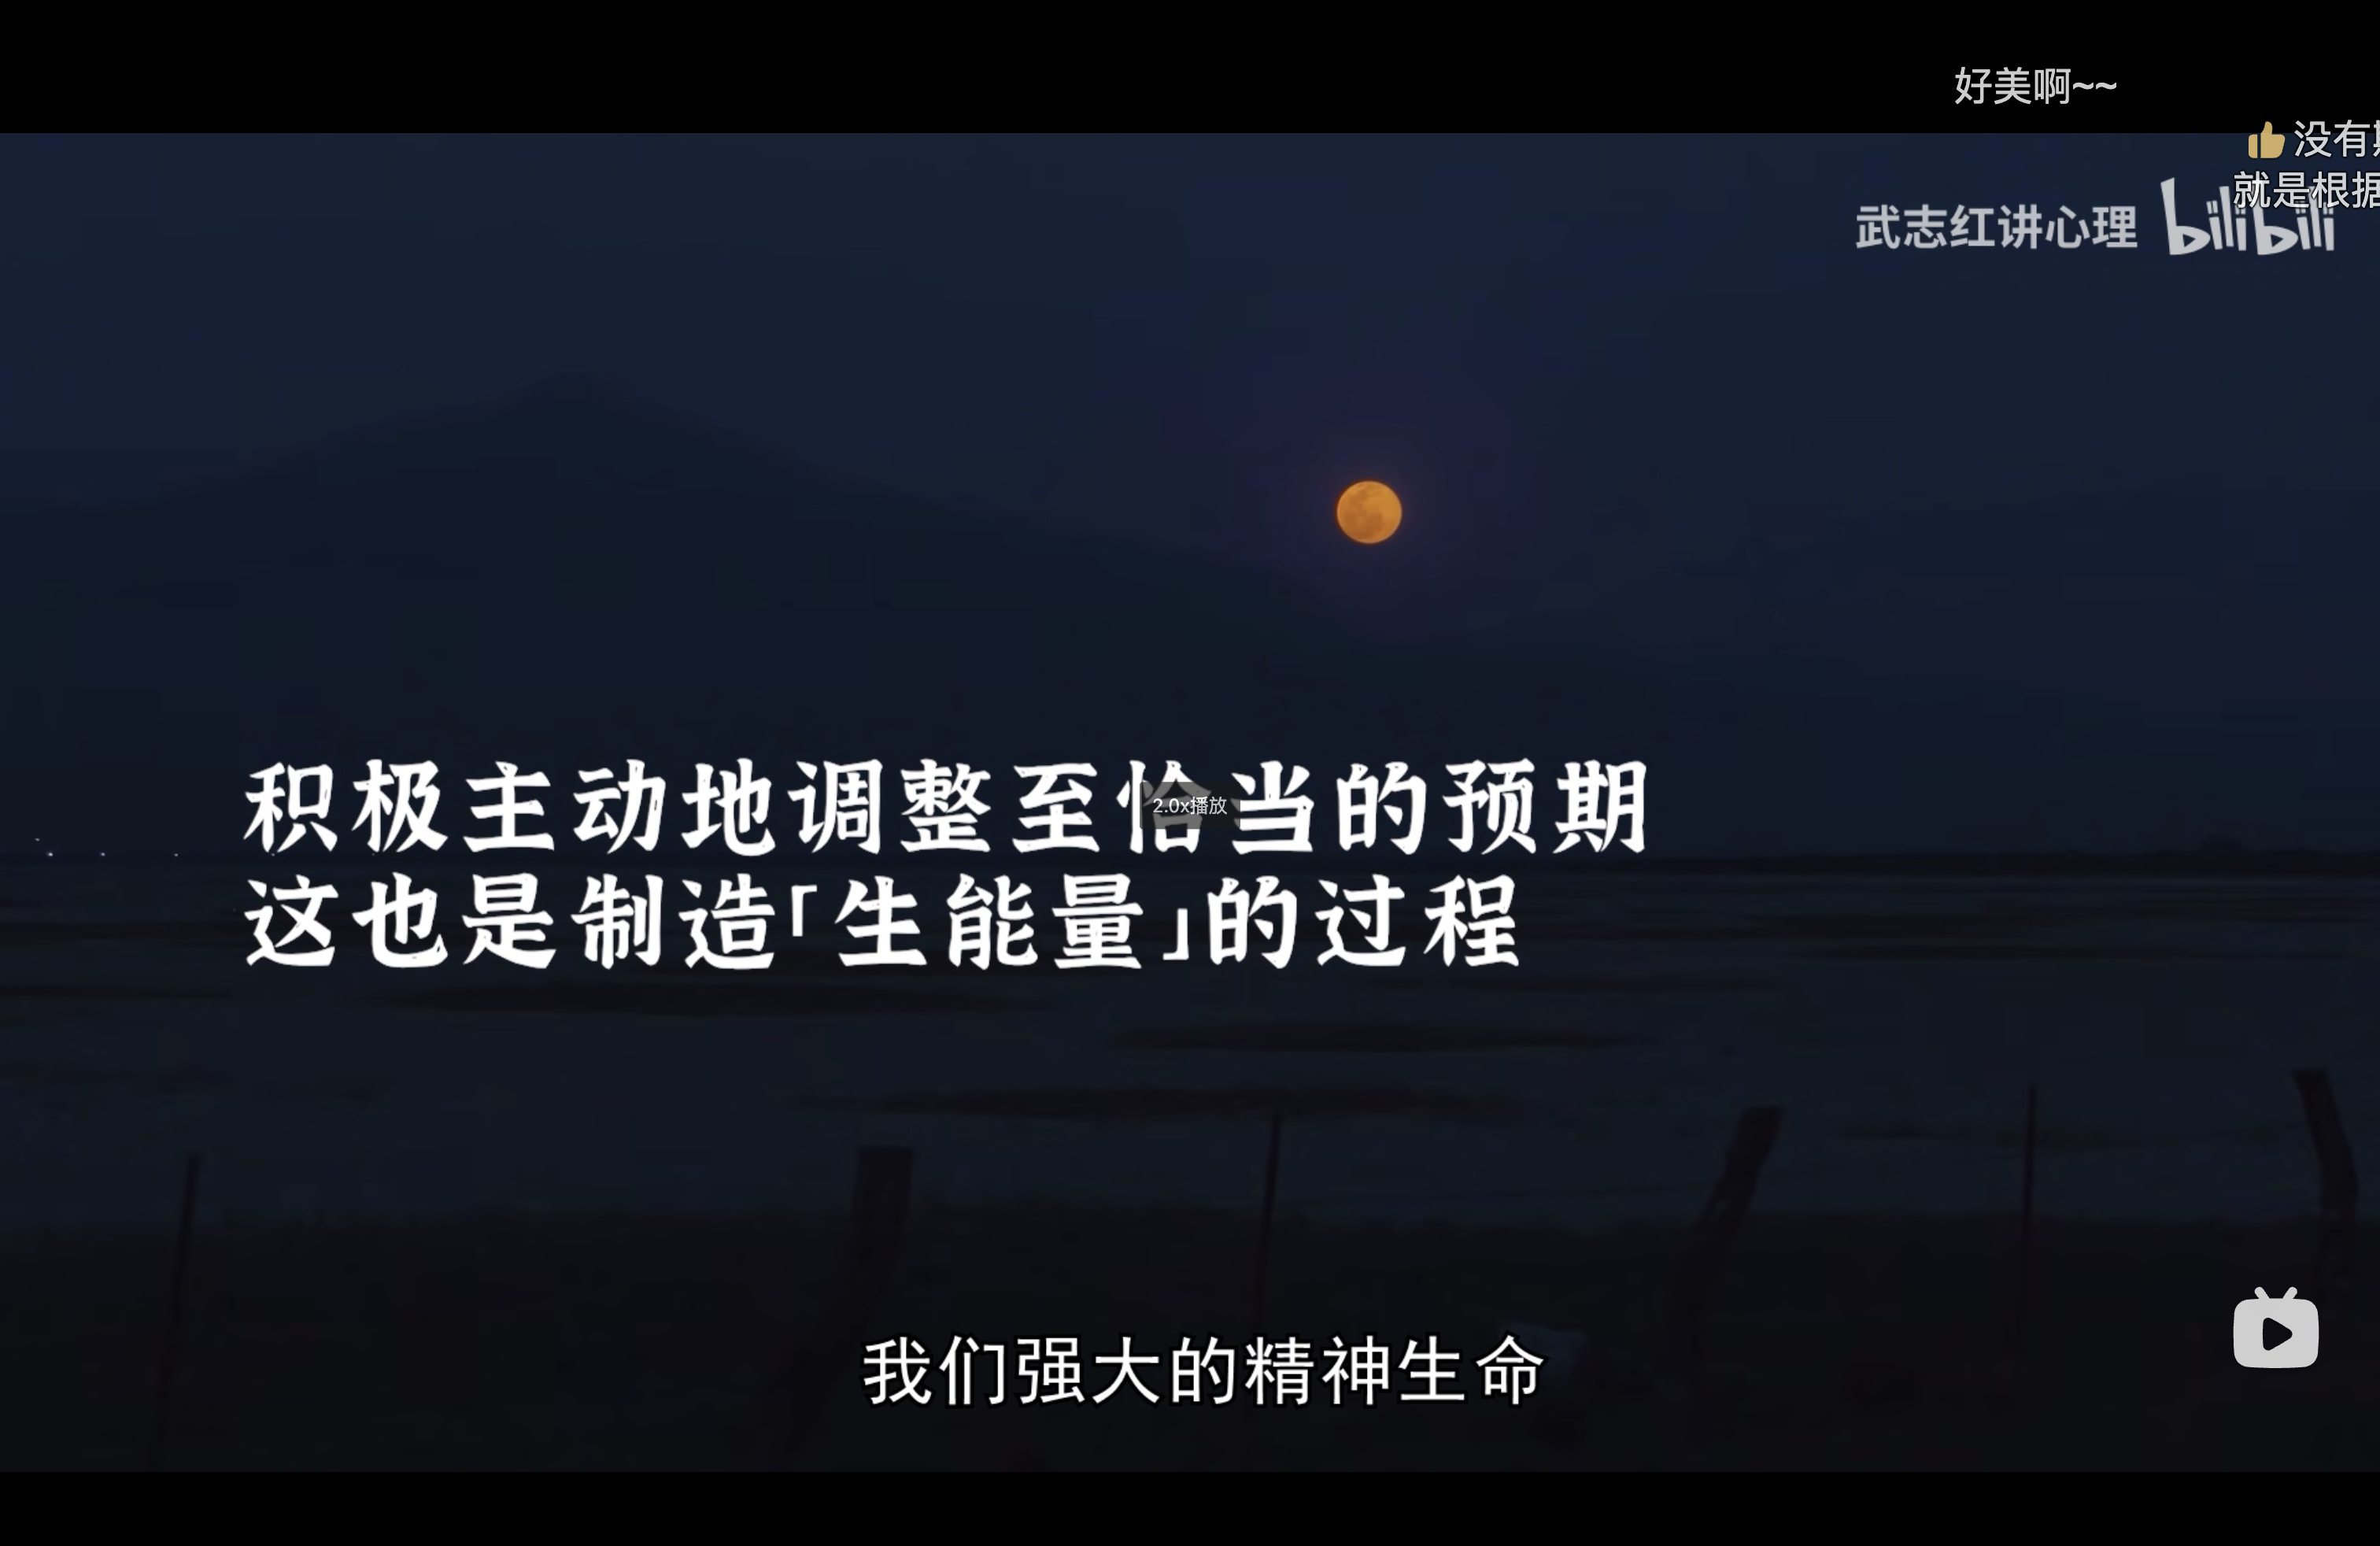 好美啊~~
没有
就是根据
武志红讲心理 bilibili
积极主动地调整至恰当的预期
2.0x播放
这也是制造「生能量」的过程
我们强大的精神生命